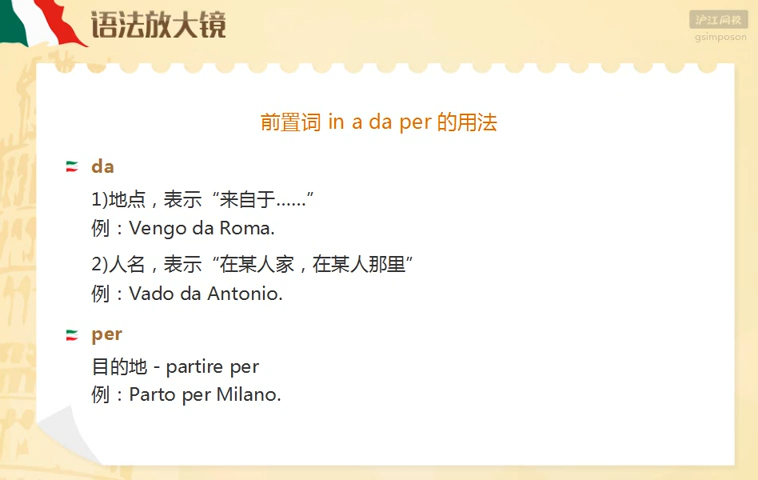 语法放大镜
沪江网校
gsimposon
前置词 in a da per 的用法
da
1)地点，表示“来自于……”
例：Vengo da Roma.
2)人名，表示“在某人家，在某人那里”
例：Vado da Antonio.
per
目的地 - partire per
例：Parto per Milano.